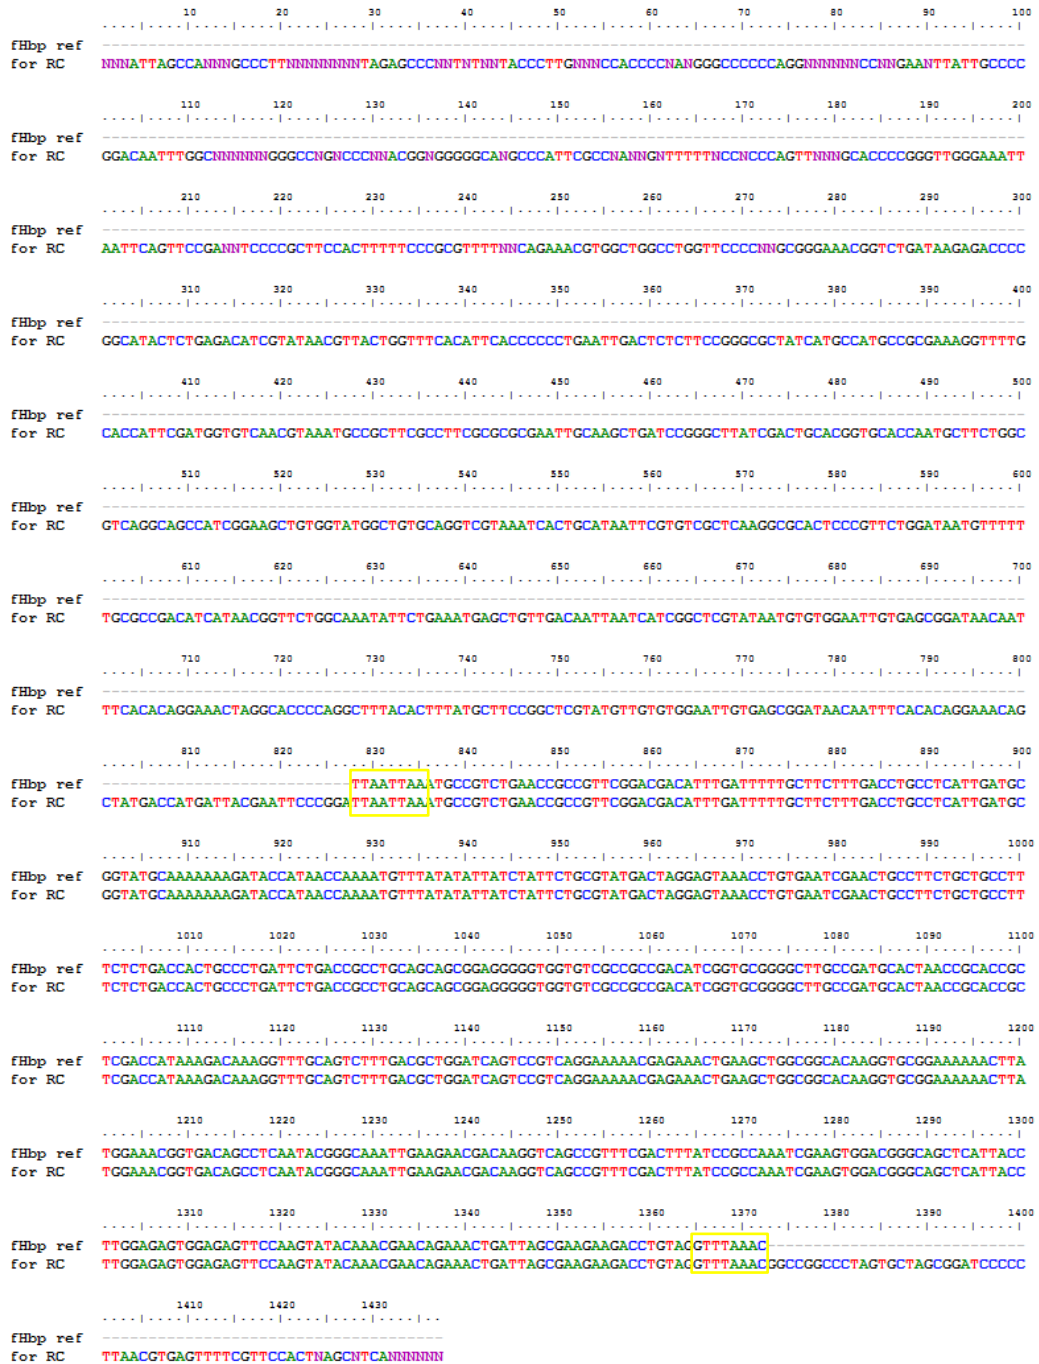 10 20 30 40 50 60 70 80 90 100
....|....|....|....|....|....|....|....|....|....|....|....|....|....|....|....|....|....|....|....|
fHbp ref ----------------------------------------------------------------------------------------------------
for RC NNNATTAGCCANNNGCCCTTNNNNNNNNTAGAGCCCNNTNTNNTACCCTTGNNNCCACCCCNANGGGCCCCCCAGGNNNNNNCCNNGAANTTATTGCCCC
110 120 130 140 150 160 170 180 190 200
....|....|....|....|....|....|....|....|....|....|....|....|....|....|....|....|....|....|....|....|
fHbp ref ----------------------------------------------------------------------------------------------------
for RC GGACAATTTGGCNNNNNNGGGCCNGNCCCNNACGGNGGGGGCANGCCCATTCGCCNANNGNTTTTTNCCNCCCAGTTNNNGCACCCCGGGTTGGGAAATT
210 220 230 240 250 260 270 280 290 300
....|....|....|....|....|....|....|....|....|....|....|....|....|....|....|....|....|....|....|....|
fHbp ref ----------------------------------------------------------------------------------------------------
for RC AATTCAGTTCCGANNTCCCCGCTTCCACTTTTTCCCGCGTTTTNNCAGAAACGTGGCTGGCCTGGTTCCCCNNGCGGGAAACGGTCTGATAAGAGACCCC
310 320 330 340 350 360 370 380 390 400
....|....|....|....|....|....|....|....|....|....|....|....|....|....|....|....|....|....|....|....|
fHbp ref ----------------------------------------------------------------------------------------------------
for RC GGCATACTCTGAGACATCGTATAACGTTACTGGTTTCACATTCACCCCCCTGAATTGACTCTCTTCCGGGCGCTATCATGCCATGCCGCGAAAGGTTTTG
410 420 430 440 450 460 470 480 490 500
....|....|....|....|....|....|....|....|....|....|....|....|....|....|....|....|....|....|....|....|
fHbp ref ----------------------------------------------------------------------------------------------------
for RC CACCATTCGATGGTGTCAACGTAAATGCCGCTTCGCCTTCGCGCGCGAATTGCAAGCTGATCCGGGCTTATCGACTGCACGGTGCACCAATGCTTCTGGC
510 520 530 540 550 560 570 580 590 600
....|....|....|....|....|....|....|....|....|....|....|....|....|....|....|....|....|....|....|....|
fHbp ref ----------------------------------------------------------------------------------------------------
for RC GTCAGGCAGCCATCGGAAGCTGTGGTATGGCTGTGCAGGTCGTAAATCACTGCATAATTCGTGTCGCTCAAGGCGCACTCCCGTTCTGGATAATGTTTTT
610 620 630 640 650 660 670 680 690 700
....|....|....|....|....|....|....|....|....|....|....|....|....|....|....|....|....|....|....|....|
fHbp ref ----------------------------------------------------------------------------------------------------
for RC TGCGCCGACATCATAACGGTTCTGGCAAATATTCTGAAATGAGCTGTTGACAATTAATCATCGGCTCGTATAATGTGTGGAATTGTGAGCGGATAACAAT
710 720 730 740 750 760 770 780 790 800
....|....|....|....|....|....|....|....|....|....|....|....|....|....|....|....|....|....|....|....|
fHbp ref ----------------------------------------------------------------------------------------------------
for RC TTCACACAGGAAACTAGGCACCCCAGGCTTTACACTTTATGCTTCCGGCTCGTATGTTGTGTGGAATTGTGAGCGGATAACAATTTCACACAGGAAACAG
810 820 830 840 850 860 870 880 890 900
....|....|....|....|....|....|....|....|....|....|....|....|....|....|....|....|....|....|....|....|
fHbp ref ---------------------------TTAATTAAATGCCGTCTGAACCGCCGTTCGGACGACATTTGATTTTTGCTTCTTTGACCTGCCTCATTGATGC
for RC CTATGACCATGATTACGAATTCCCGGATTAATTAAATGCCGTCTGAACCGCCGTTCGGACGACATTTGATTTTTGCTTCTTTGACCTGCCTCATTGATGC
910 920 930 940 950 960 970 980 990 1000
....|....|....|....|....|....|....|....|....|....|....|....|....|....|....|....|....|....|....|....|
fHbp ref GGTATGCAAAAAAAGATACCATAACCAAAATGTTTATATATTATCTATTCTGCGTATGACTAGGAGTAAACCTGTGAATCGAACTGCCTTCTGCTGCCTT
for RC GGTATGCAAAAAAAGATACCATAACCAAAATGTTTATATATTATCTATTCTGCGTATGACTAGGAGTAAACCTGTGAATCGAACTGCCTTCTGCTGCCTT
1010 1020 1030 1040 1050 1060 1070 1080 1090 1100
....|....|....|....|....|....|....|....|....|....|....|....|....|....|....|....|....|....|....|....|
fHbp ref TCTCTGACCACTGCCCTGATTCTGACCGCCTGCAGCAGCGGAGGGGGTGGTGTCGCCGCCGACATCGGTGCGGGGCTTGCCGATGCACTAACCGCACCGC
for RC TCTCTGACCACTGCCCTGATTCTGACCGCCTGCAGCAGCGGAGGGGGTGGTGTCGCCGCCGACATCGGTGCGGGGCTTGCCGATGCACTAACCGCACCGC
1110 1120 1130 1140 1150 1160 1170 1180 1190 1200
....|....|....|....|....|....|....|....|....|....|....|....|....|....|....|....|....|....|....|....|
fHbp ref TCGACCATAAAGACAAAGGTTTGCAGTCTTTGACGCTGGATCAGTCCGTCAGGAAAAACGAGAAACTGAAGCTGGCGGCACAAGGTGCGGAAAAAACTTA
for RC TCGACCATAAAGACAAAGGTTTGCAGTCTTTGACGCTGGATCAGTCCGTCAGGAAAAACGAGAAACTGAAGCTGGCGGCACAAGGTGCGGAAAAAACTTA
1210 1220 1230 1240 1250 1260 1270 1280 1290 1300
....|....|....|....|....|....|....|....|....|....|....|....|....|....|....|....|....|....|....|....|
fHbp ref TGGAAACGGTGACAGCCTCAATACGGGCAAATTGAAGAACGACAAGGTCAGCCGTTTCGACTTTATCCGCCAAATCGAAGTGGACGGGCAGCTCATTACC
for RC TGGAAACGGTGACAGCCTCAATACGGGCAAATTGAAGAACGACAAGGTCAGCCGTTTCGACTTTATCCGCCAAATCGAAGTGGACGGGCAGCTCATTACC
1310 1320 1330 1340 1350 1360 1370 1380 1390 1400
....|....|....|....|....|....|....|....|....|....|....|....|....|....|....|....|....|....|....|....|
fHbp ref TTGGAGAGTGGAGAGTTCCAAGTATACAAACGAACAGAAACTGATTAGCGAAGAAGACCTGTAGGTTTAAAC----------------------------
for RC TTGGAGAGTGGAGAGTTCCAAGTATACAAACGAACAGAAACTGATTAGCGAAGAAGACCTGTAGGTTTAAACGGCCGGCCCTAGTGCTAGCGGATCCCCC
1410 1420 1430
....|....|....|....|....|....|....|..
fHbp ref -------------------------------------
for RC TTAACGTGAGTTTTCGTTCCACTNAGCNTCANNNNNN